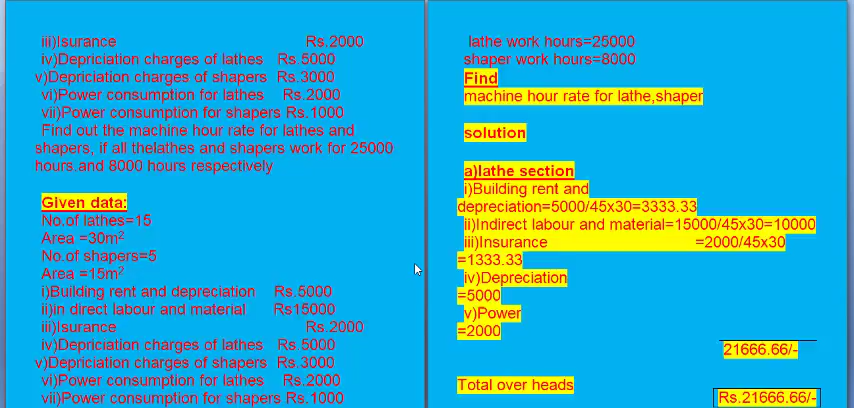 iii)Isurance Rs.2000
iv)Depriciation charges of lathes Rs.5000
v)Depriciation charges of shapers Rs.3000
vi)Power consumption for lathes Rs.2000
vii)Power consumption for shapers Rs.1000
Find out the machine hour rate for lathes and
shapers, if all thelathes and shapers work for 25000
hours.and 8000 hours respectively
Given data:
No.of lathes=15
Area =30m²
No.of shapers=5
Area =15m²
i)Building rent and depreciation Rs.5000
ii)in direct labour and material Rs15000
iii)Isurance Rs.2000
iv)Depriciation charges of lathes Rs.5000
v)Depriciation charges of shapers Rs.3000
vi)Power consumption for lathes Rs.2000
vii)Power consumption for shapers Rs.1000
lathe work hours=25000
shaper work hours=8000
Find
machine hour rate for lathe,shaper
solution
a)lathe section
i)Building rent and
depreciation=5000/45x30=3333.33
ii)Indirect labour and material=15000/45x30=10000
iii)Insurance =2000/45x30
=1333.33
iv)Depreciation
=5000
v)Power
=2000
21666.66/-
Total over heads
Rs.21666.66/-